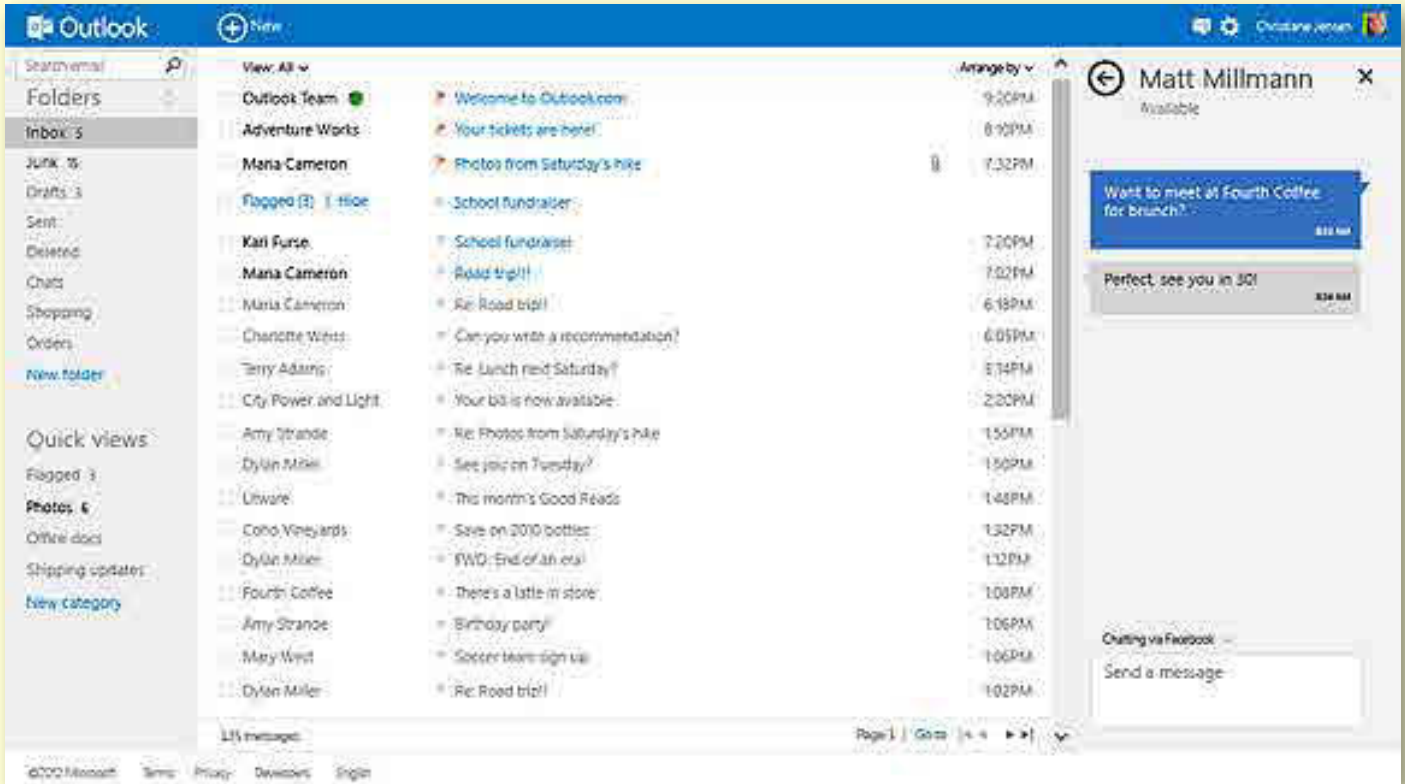 Outlook
New
Search email
Folders
Inbox 5
Junk 15
Drafts 3
Sent
Deleted
Chats
Shopping
Orders
New folder
Quick views
Flagged 3
Photos 6
Office docs
Shipping updates
New category
View: All Arrange by
Outlook Team Welcome to Outlook.com 9:20PM
Adventure Works Your tickets are here! 8:10PM
Maria Cameron Photos from Saturday's hike 7:32PM
Flagged (3) | Hide School fundraiser
Kari Furse School fundraiser 7:20PM
Maria Cameron Road trip!!! 7:02PM
Maria Cameron Re: Road trip!! 6:18PM
Charlotte Weiss Can you write a recommendation? 6:05PM
Terry Adams Re: Lunch next Saturday?
City Power and Light Your bill is now available 2:20PM
Amy Strande Re: Photos from Saturday's hike 1:55PM
Dylan Miller See you on Tuesday? 1:50PM
Litware This month's Good Reads 1:48PM
Coho Vineyards Save on 2010 bottles 1:32PM
Dylan Miller FWD: End of an era! 1:12PM
Fourth Coffee There's a latte in store 1:08PM
Amy Strande Birthday party! 1:06PM
Mary West Soccer team sign up 1:06PM
Dylan Miller Re: Road trip!! 1:02PM
messages Page 1 | Go to
Matt Millmann
Available
Want to meet at Fourth Coffee
for brunch?
Perfect, see you in 30!
Chatting via Facebook
Send a message
©2012 Microsoft Terms Privacy Developers English